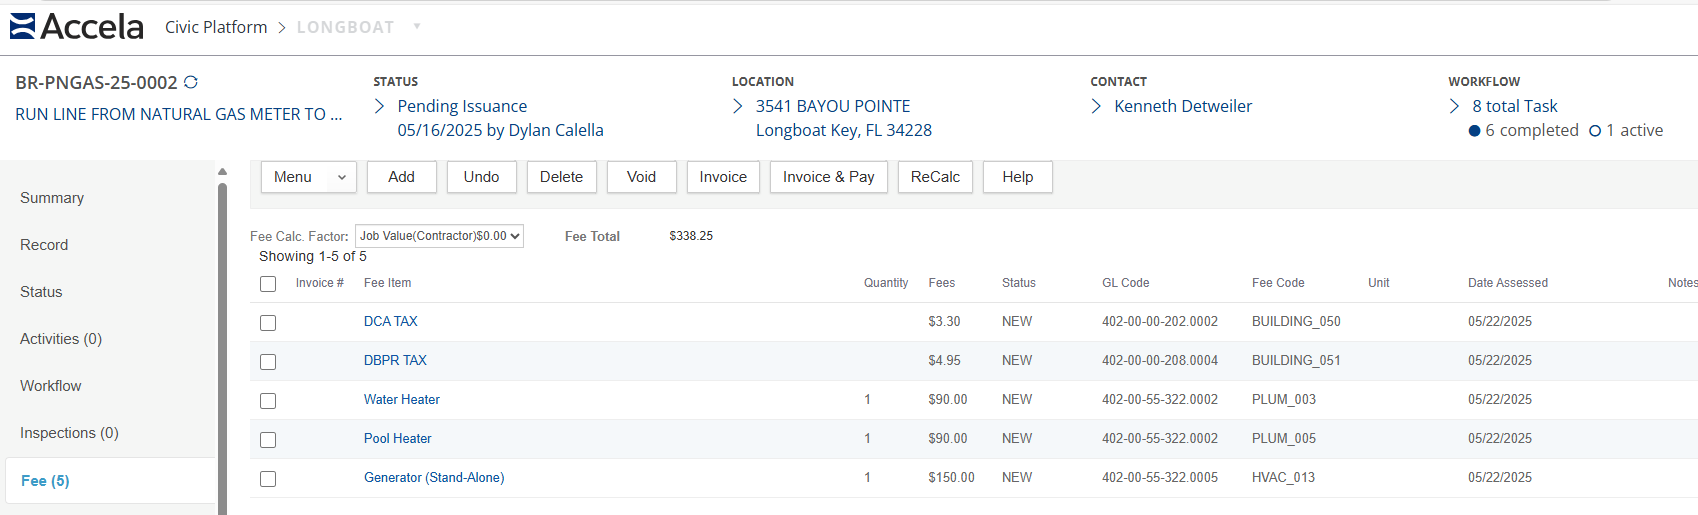 Accela Civic Platform > LONGBOAT
BR-PNGAS-25-0002
RUN LINE FROM NATURAL GAS METER TO ...
STATUS
Pending Issuance
05/16/2025 by Dylan Calella
LOCATION
3541 BAYOU POINTE
Longboat Key, FL 34228
CONTACT
Kenneth Detweiler
WORKFLOW
8 total Task
6 completed 1 active
Summary
Record
Status
Activities (0)
Workflow
Inspections (0)
Fee (5)
Menu Add Undo Delete Void Invoice Invoice & Pay ReCalc Help
Fee Calc. Factor: Job Value(Contractor)$0.00 Fee Total $338.25
Showing 1-5 of 5
Invoice # Fee Item Quantity Fees Status GL Code Fee Code Unit Date Assessed Notes
DCA TAX $3.30 NEW 402-00-00-202.0002 BUILDING_050 05/22/2025
DBPR TAX $4.95 NEW 402-00-00-208.0004 BUILDING_051 05/22/2025
Water Heater 1 $90.00 NEW 402-00-55-322.0002 PLUM_003 05/22/2025
Pool Heater 1 $90.00 NEW 402-00-55-322.0002 PLUM_005 05/22/2025
Generator (Stand-Alone) 1 $150.00 NEW 402-00-55-322.0005 HVAC_013 05/22/2025